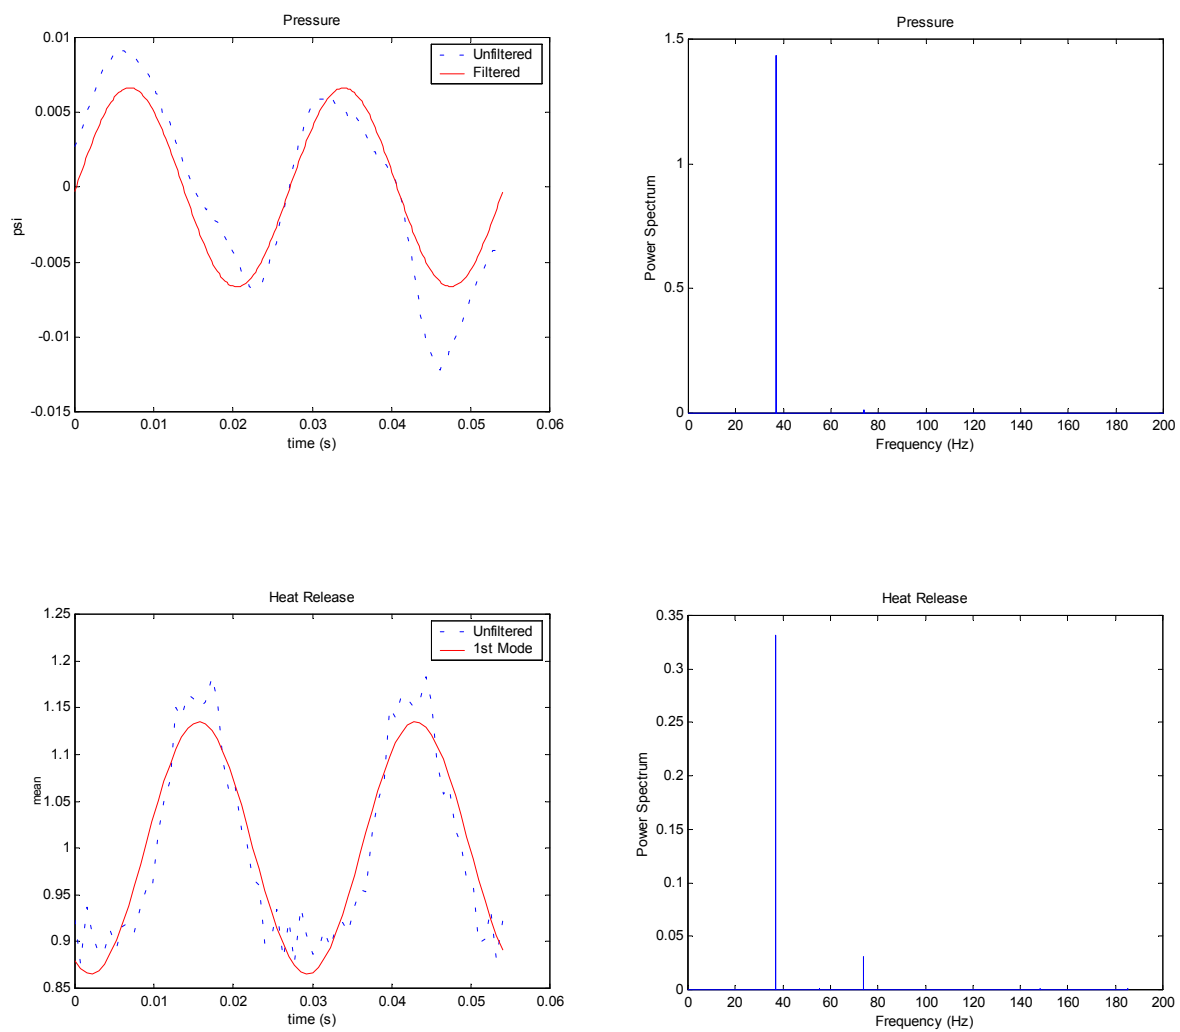 Pressure
0.01
0.005
0
-0.005
-0.01
-0.015
psi
Unfiltered
Filtered
0 0.01 0.02 0.03 0.04 0.05 0.06
time (s)
Pressure
1.5
1
0.5
0
Power Spectrum
0 20 40 60 80 100 120 140 160 180 200
Frequency (Hz)
Heat Release
1.25
1.2
1.15
1.1
1.05
1
0.95
0.9
0.85
mean
Unfiltered
1st Mode
0 0.01 0.02 0.03 0.04 0.05 0.06
time (s)
Heat Release
0.35
0.3
0.25
0.2
0.15
0.1
0.05
0
Power Spectrum
0 20 40 60 80 100 120 140 160 180 200
Frequency (Hz)